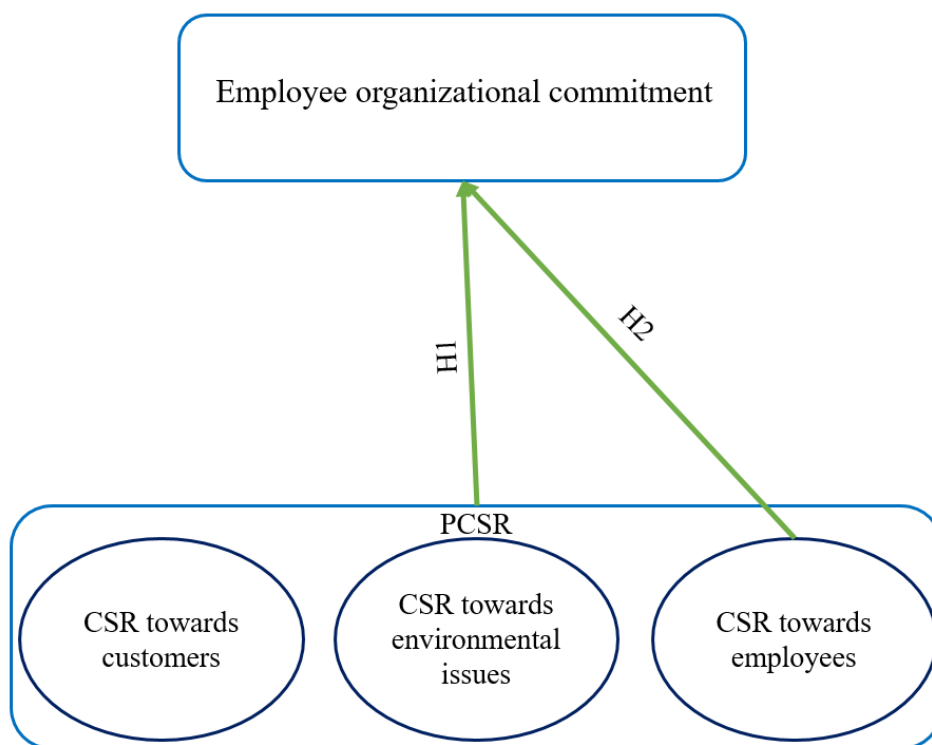 Employee organizational commitment
H1
H2
PCSR
CSR towards
customers
CSR towards
environmental
issues
CSR towards
employees